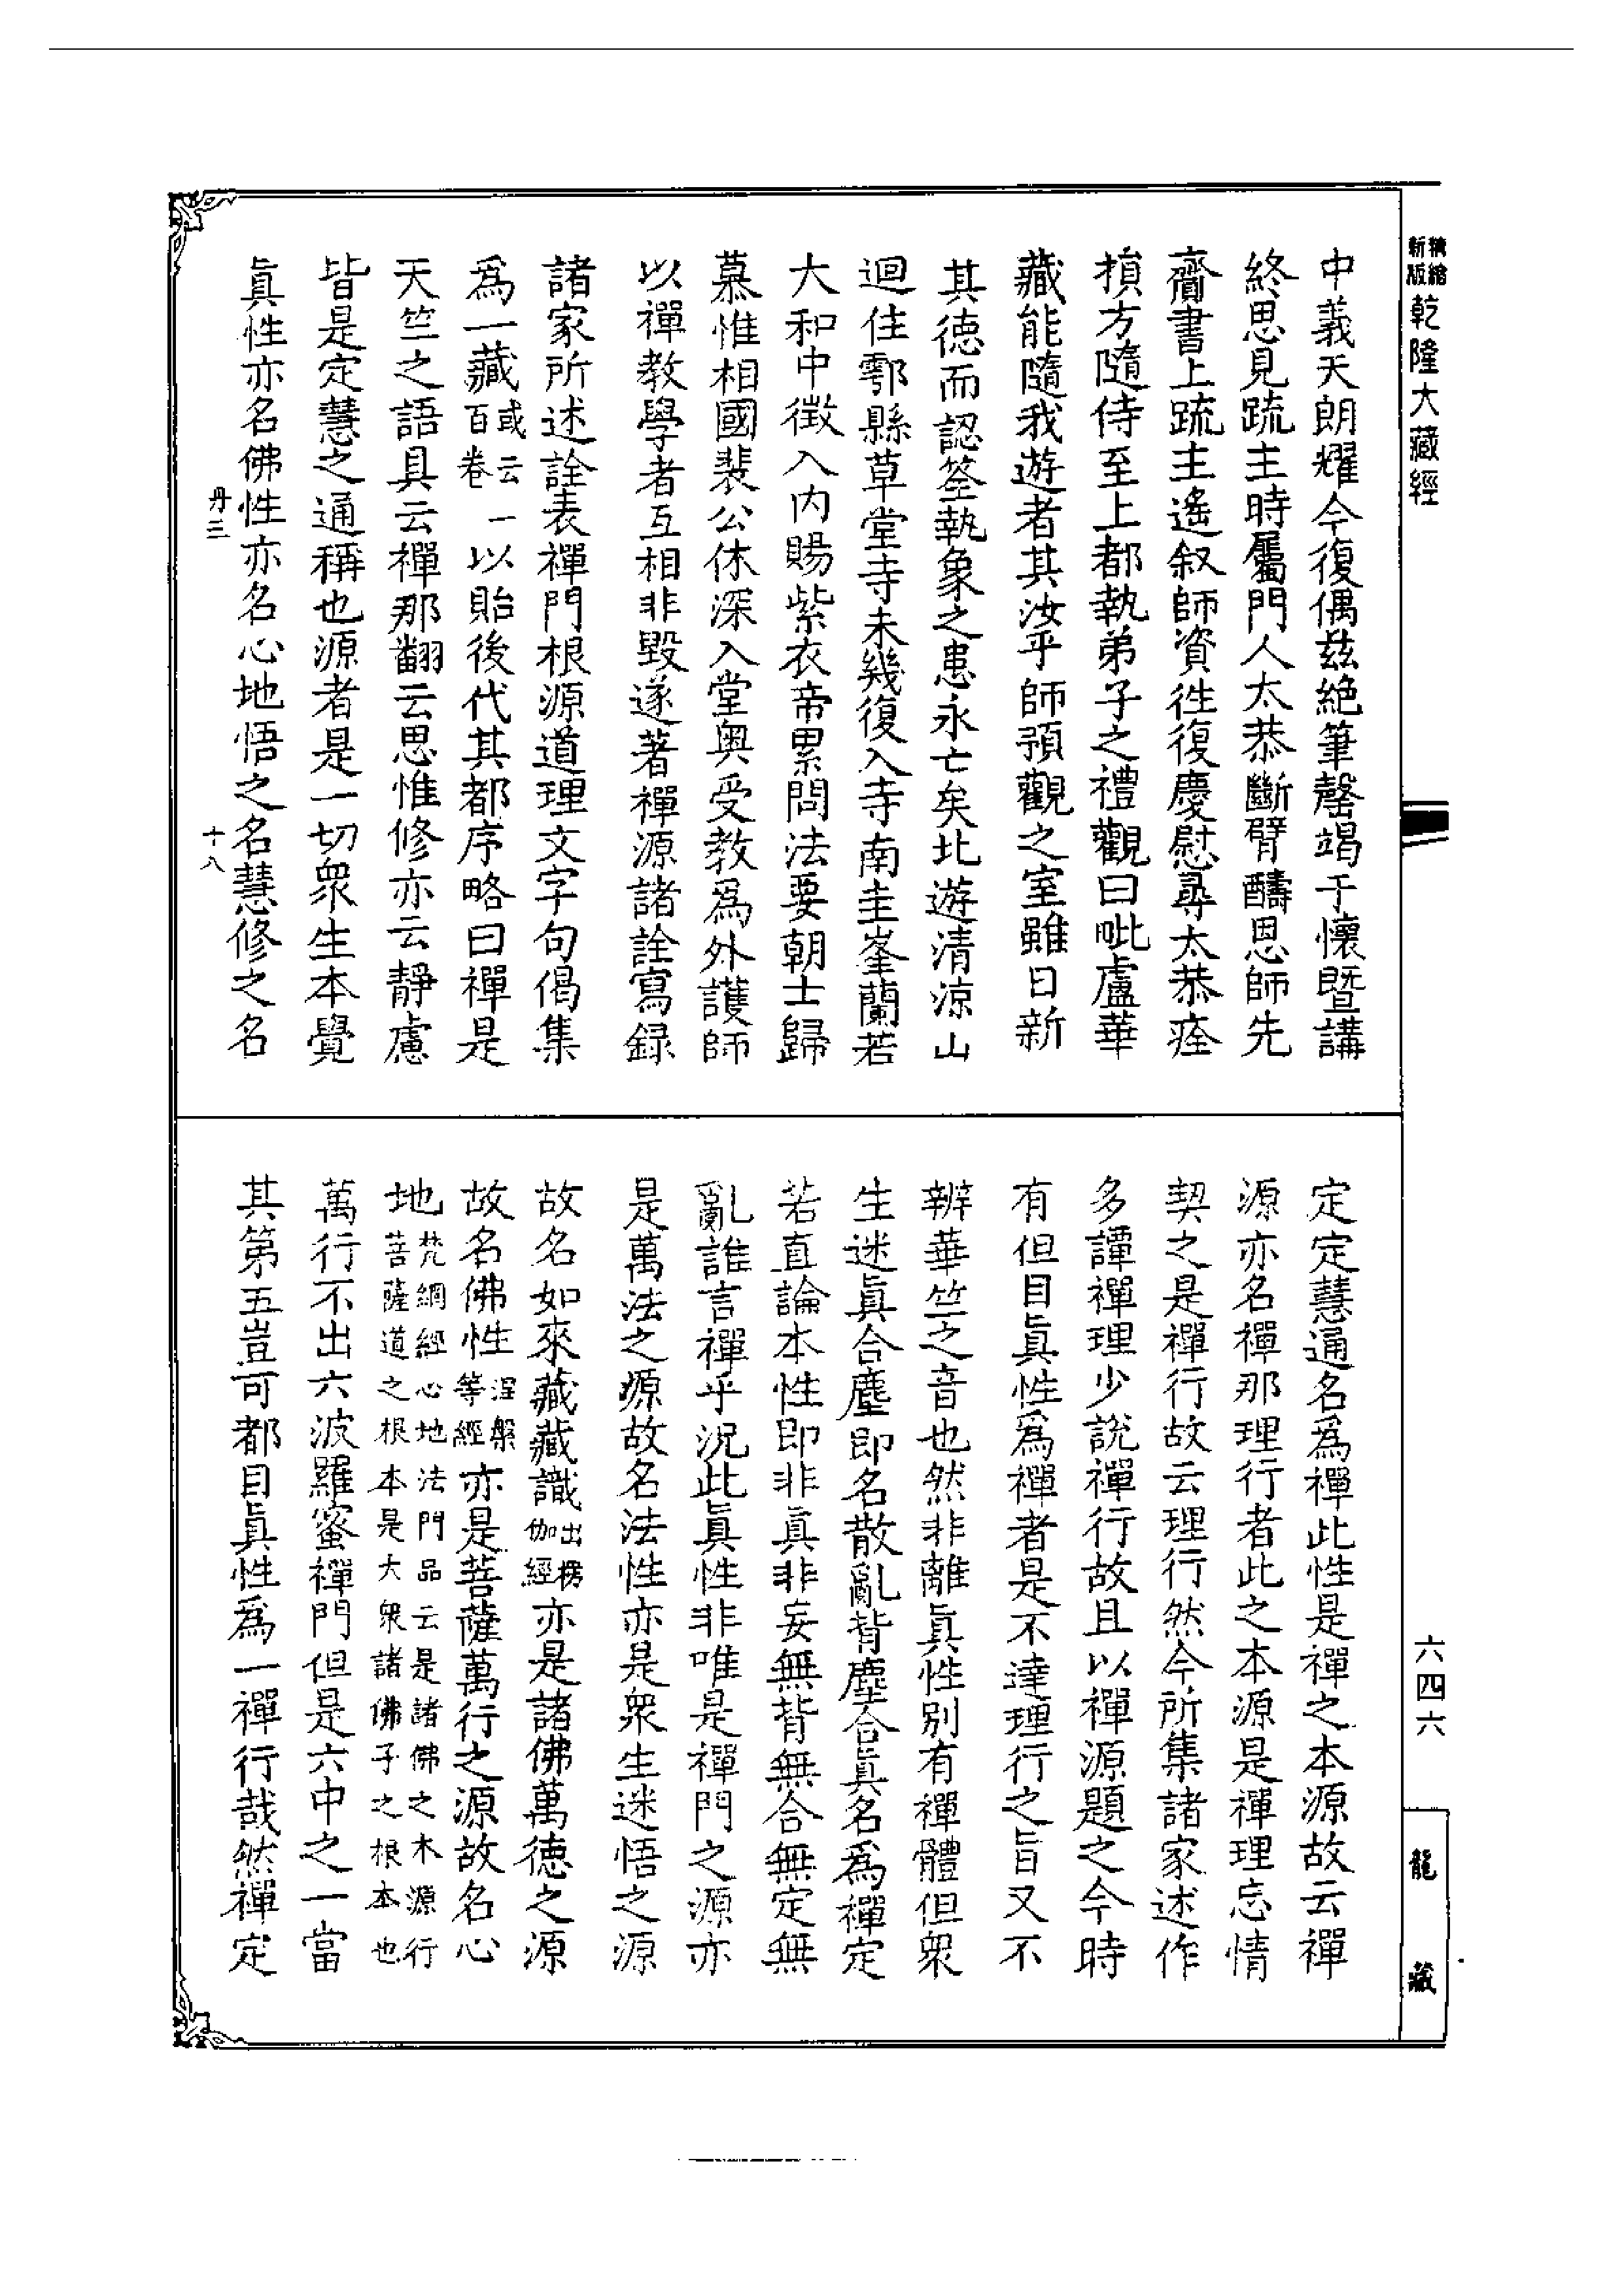 新版
精繪
乾隆大藏經
中義天朗耀今復偶茲絕筆罄竭于懷暨講
終思見䟽主時屬門人太恭斷臂醻恩師先
齎書上䟽主遙叙師資徃復慶慰尋太恭痊
損方隨侍至上都執弟子之禮觀曰毗盧華
藏能隨我遊者其汝乎師預觀之室雖日新
其德而認筌執象之患永亡矣北遊清凉山
迴住鄠縣草堂寺未幾復入寺南圭峯蘭若
大和中徵入內賜紫衣帝累問法要朝士歸
慕惟相國裴公休深入堂奥受教爲外護師
以禪教學者互相非毀遂著禪源諸詮寫録
諸家所述詮表禪門根源道理文字句偈集
爲一藏或云一百卷以貽後代其都序略曰禪是
天竺之語具云禪那翻云思惟修亦云靜慮
皆是定慧之通稱也源者是一切眾生本覺
眞性亦名佛性亦名心地悟之名慧修之名
丹三
十八
定定慧通名爲禪此性是禪之本源故云禪
源亦名禪那理行者此之本源是禪理忘情
契之是禪行故云理行然今所集諸家述作
多譚禪理少說禪行故且以禪源題之今時
有但目眞性爲禪者是不達理行之旨又不
辨華竺之音也然非離眞性別有禪體但眾
生迷眞合塵即名散亂背塵合眞名爲禪定
若直論本性即非眞非妄無背無合無定無
亂誰言禪乎況此眞性非唯是禪門之源亦
是萬法之源故名法性亦是眾生迷悟之源
故名如來藏藏識出楞伽經亦是諸佛萬德之源
故名佛性涅槃等經亦是菩薩萬行之源故名心
地梵網經心地法門品云是諸佛之木源行菩薩道之根本是大眾諸佛子之根本也
萬行不出六波羅蜜禪門但是六中之一當
其第五豈可都目眞性爲一禪行哉然禪定
六四六
龍藏